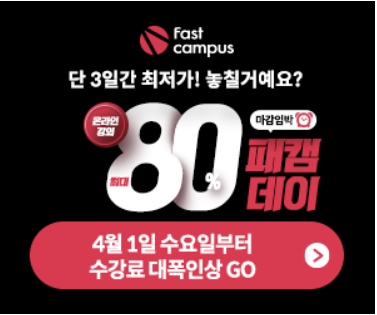 Fast
campus
단 3일간 최저가! 놓칠거예요?
온라인
강의
최대
80%
마감임박
패캠
데이
4월 1일 수요일부터
수강료 대폭인상 GO